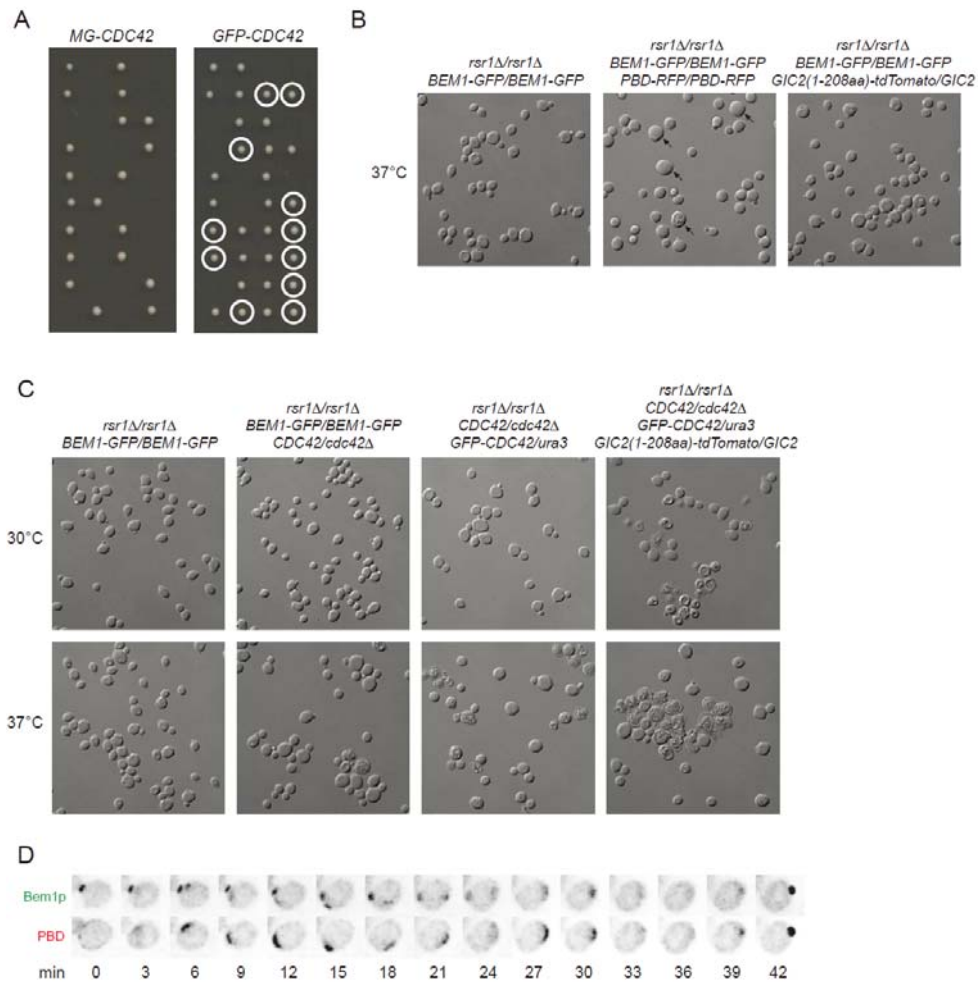 A
MG-CDC42 GFP-CDC42
B
rsr1Δ/rsr1Δ
BEM1-GFP/BEM1-GFP
rsr1Δ/rsr1Δ
BEM1-GFP/BEM1-GFP
PBD-RFP/PBD-RFP
rsr1Δ/rsr1Δ
BEM1-GFP/BEM1-GFP
GIC2(1-208aa)-tdTomato/GIC2
37°C
C
rsr1Δ/rsr1Δ
BEM1-GFP/BEM1-GFP
rsr1Δ/rsr1Δ
BEM1-GFP/BEM1-GFP
CDC42/cdc42Δ
rsr1Δ/rsr1Δ
CDC42/cdc42Δ
GFP-CDC42/ura3
rsr1Δ/rsr1Δ
CDC42/cdc42Δ
GFP-CDC42/ura3
GIC2(1-208aa)-tdTomato/GIC2
30°C
37°C
D
Bem1p
PBD
min 0 3 6 9 12 15 18 21 24 27 30 33 36 39 42